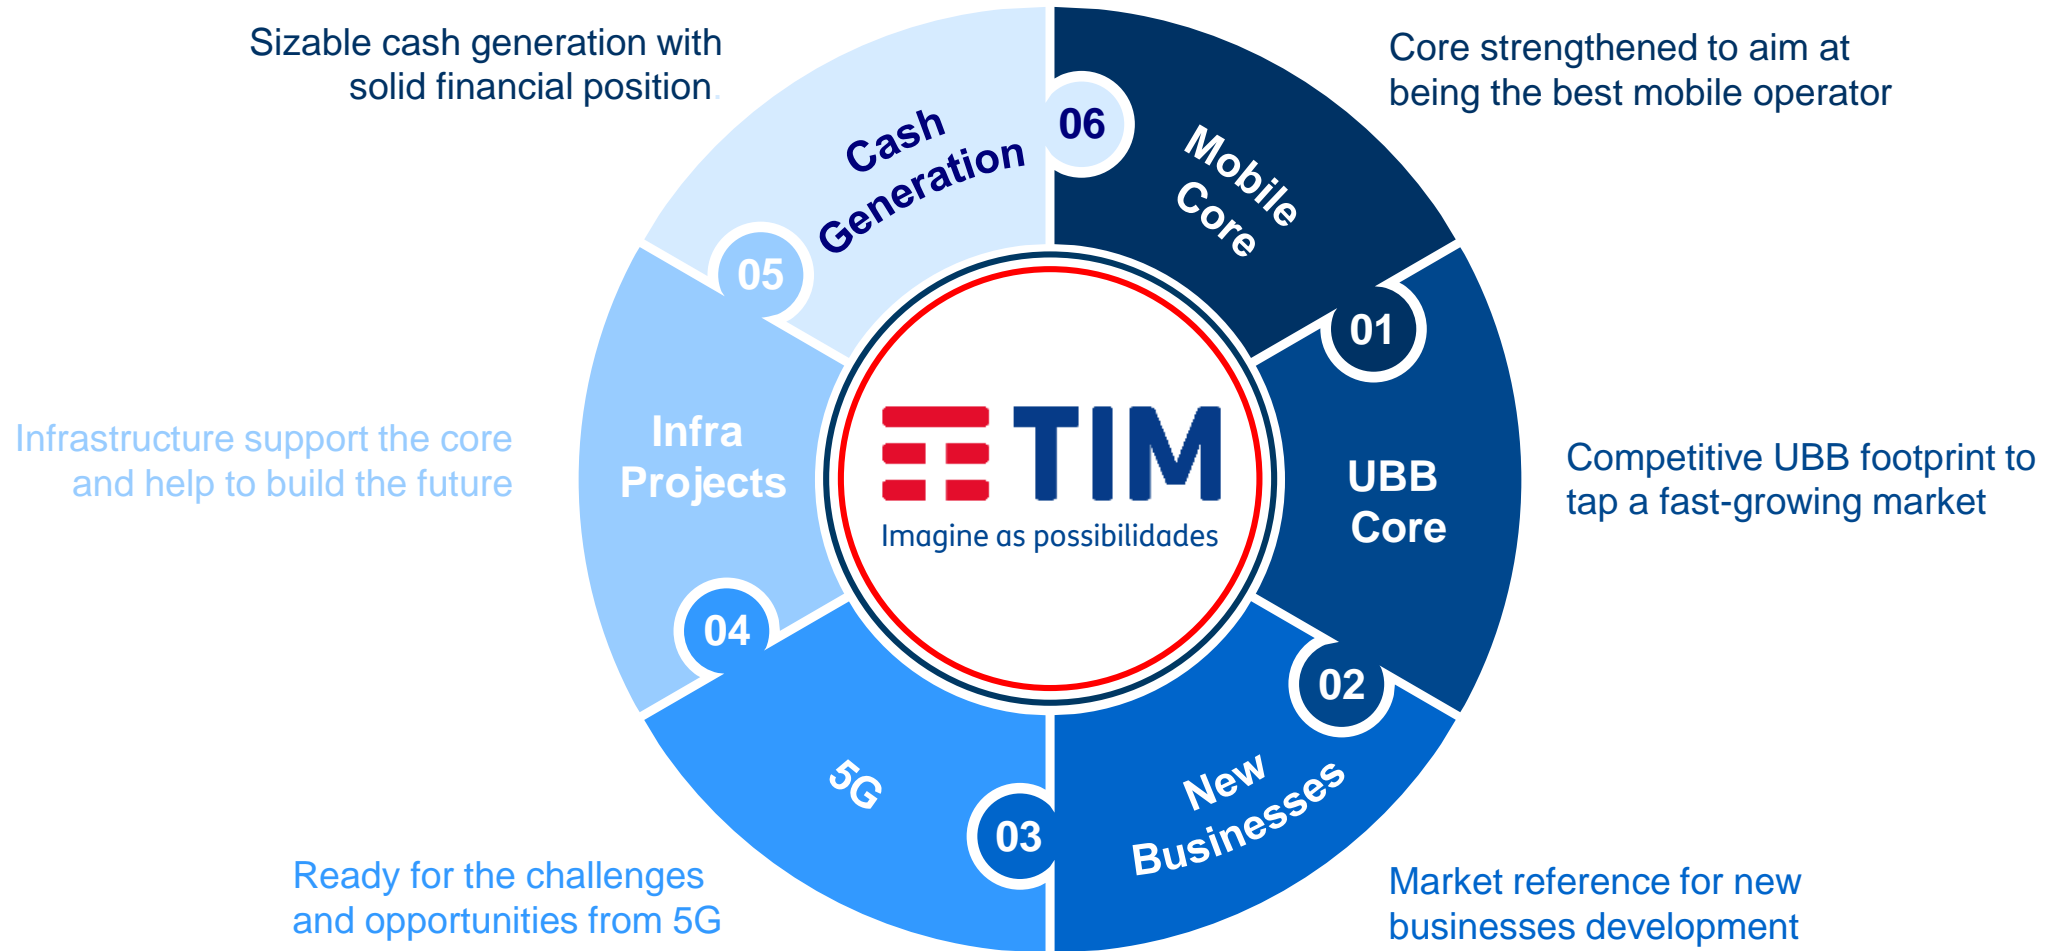 Sizable cash generation with
solid financial position.
Core strengthened to aim at
being the best mobile operator
06
Cash
Generation
Mobile
Core
05
01
Infra
Projects
TIM
Imagine as possibilidades
UBB
Core
Infrastructure support the core
and help to build the future
Competitive UBB footprint to
tap a fast-growing market
04
02
5G
03
New
Businesses
Ready for the challenges
and opportunities from 5G
Market reference for new
businesses development